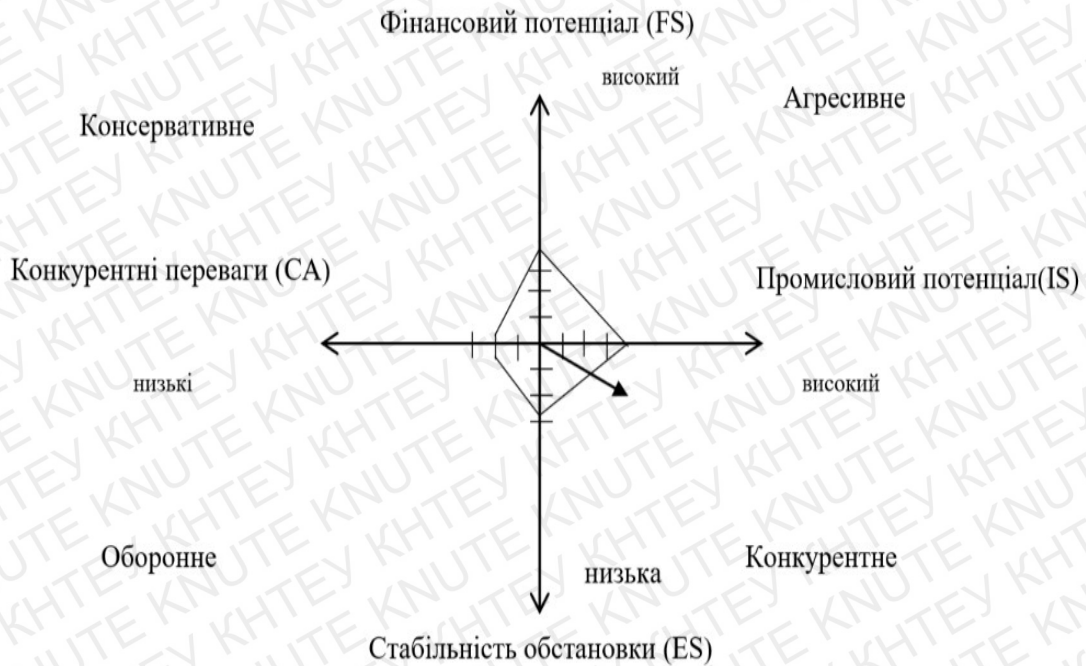 Фінансовий потенціал (FS)
високий
Агресивне
Консервативне
Конкурентні переваги (CA)
Промисловий потенціал(IS)
низькі
високий
Оборонне
низька
Конкурентне
Стабільність обстановки (ES)